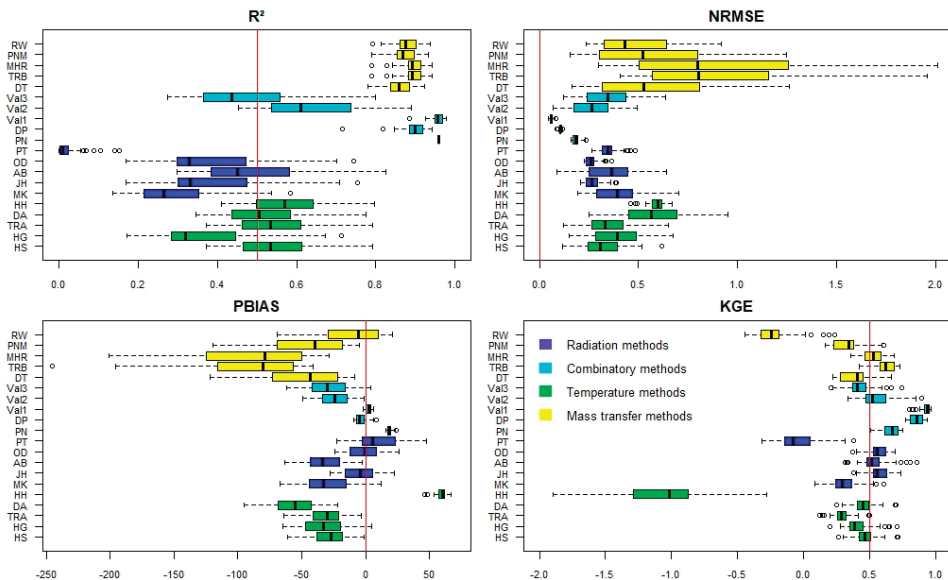 R²
RW
PNM
MHR
TRB
DT
Val3
Val2
Val1
DP
PN
PT
OD
AB
JH
MK
HH
DA
TRA
HG
HS
0.0 0.2 0.4 0.6 0.8 1.0
NRMSE
RW
PNM
MHR
TRB
DT
Val3
Val2
Val1
DP
PN
PT
OD
AB
JH
MK
HH
DA
TRA
HG
HS
0.0 0.5 1.0 1.5 2.0
PBIAS
RW
PNM
MHR
TRB
DT
Val3
Val2
Val1
DP
PN
PT
OD
AB
JH
MK
HH
DA
TRA
HG
HS
-250 -200 -150 -100 -50 0 50
KGE
RW
PNM
MHR
TRB
DT
Val3
Val2
Val1
DP
PN
PT
OD
AB
JH
MK
HH
DA
TRA
HG
HS
Radiation methods
Combinatory methods
Temperature methods
Mass transfer methods
-2.0 -1.5 -1.0 -0.5 0.0 0.5 1.0